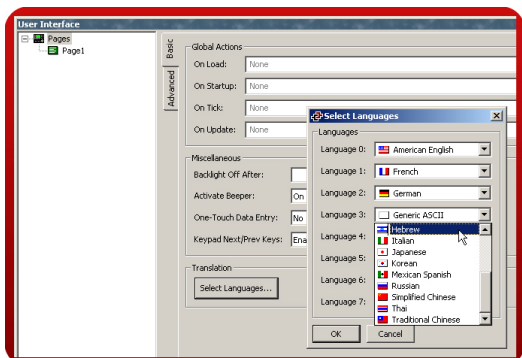 User Interface
Pages
Page1
Basic
Advanced
Global Actions
On Load: None
On Startup: None
On Tick: None
On Update: None
Miscellaneous
Backlight Off After:
Activate Beeper: On
One-Touch Data Entry: No
Keypad Next/Prev Keys: Ena
Translation
Select Languages...
Select Languages
Languages
Language 0: American English
Language 1: French
Language 2: German
Language 3: Generic ASCII
Language 4:
Language 5:
Language 6:
Language 7:
Hebrew
Italian
Japanese
Korean
Mexican Spanish
Russian
Simplified Chinese
Thai
Traditional Chinese
OK
Cancel